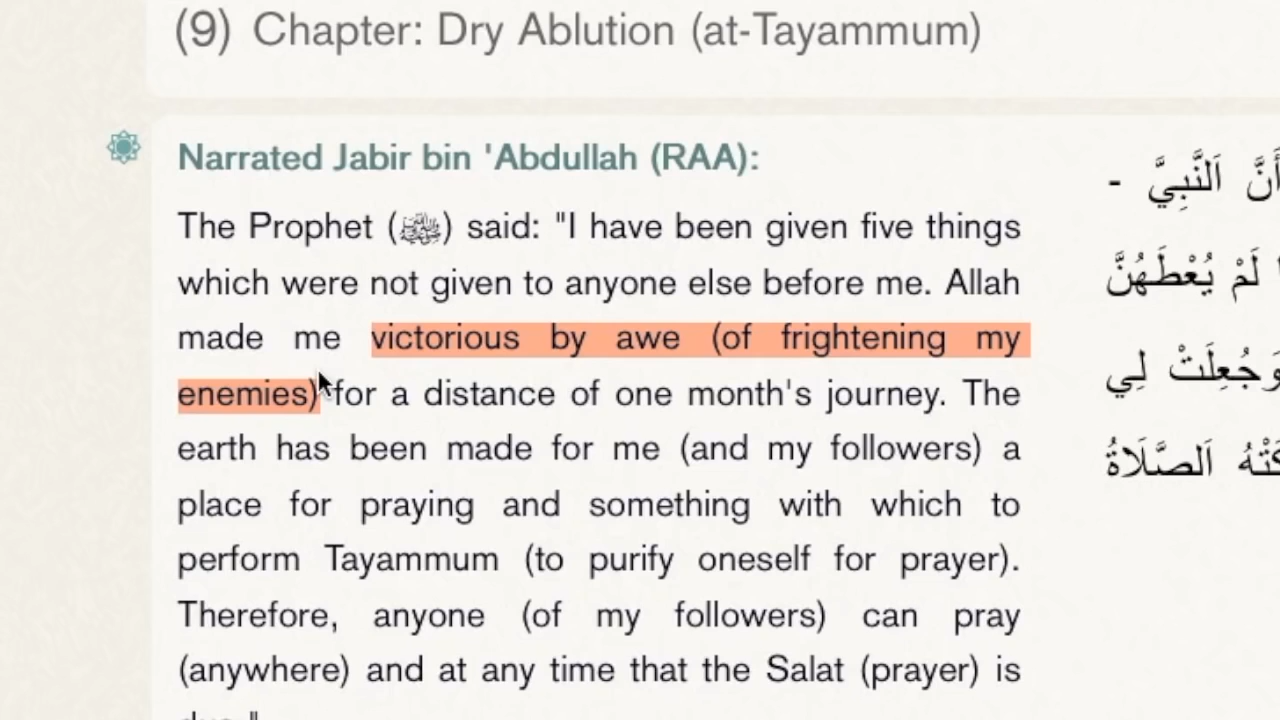 (9) Chapter: Dry Ablution (at-Tayammum)
Narrated Jabir bin 'Abdullah (RAA):
The Prophet (ﷺ) said: "I have been given five things
which were not given to anyone else before me. Allah
made me victorious by awe (of frightening my
enemies) for a distance of one month's journey. The
earth has been made for me (and my followers) a
place for praying and something with which to
perform Tayammum (to purify oneself for prayer).
Therefore, anyone (of my followers) can pray
(anywhere) and at any time that the Salat (prayer) is
أَنَّ اَلنَّبِيَّ -
لَمْ يُعْطَهُنَّ
وَجُعِلَتْ لِي
اَلصَّلَاةُ